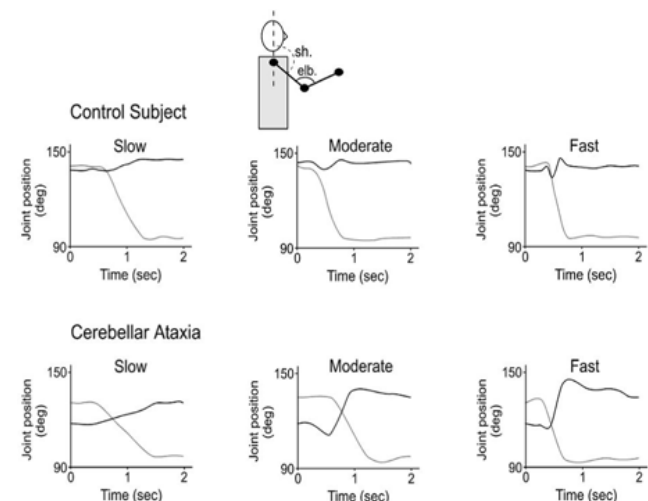 sh.
elb.
Control Subject
Slow
Moderate
Fast
150
90
Joint position
(deg)
0
1
2
Time (sec)
150
90
Joint position
(deg)
0
1
2
Time (sec)
150
90
Joint position
(deg)
0
1
2
Time (sec)
Cerebellar Ataxia
Slow
Moderate
Fast
150
90
Joint position
(deg)
0
1
2
Time (sec)
150
90
Joint position
(deg)
0
1
2
Time (sec)
150
90
Joint position
(deg)
0
1
2
Time (sec)